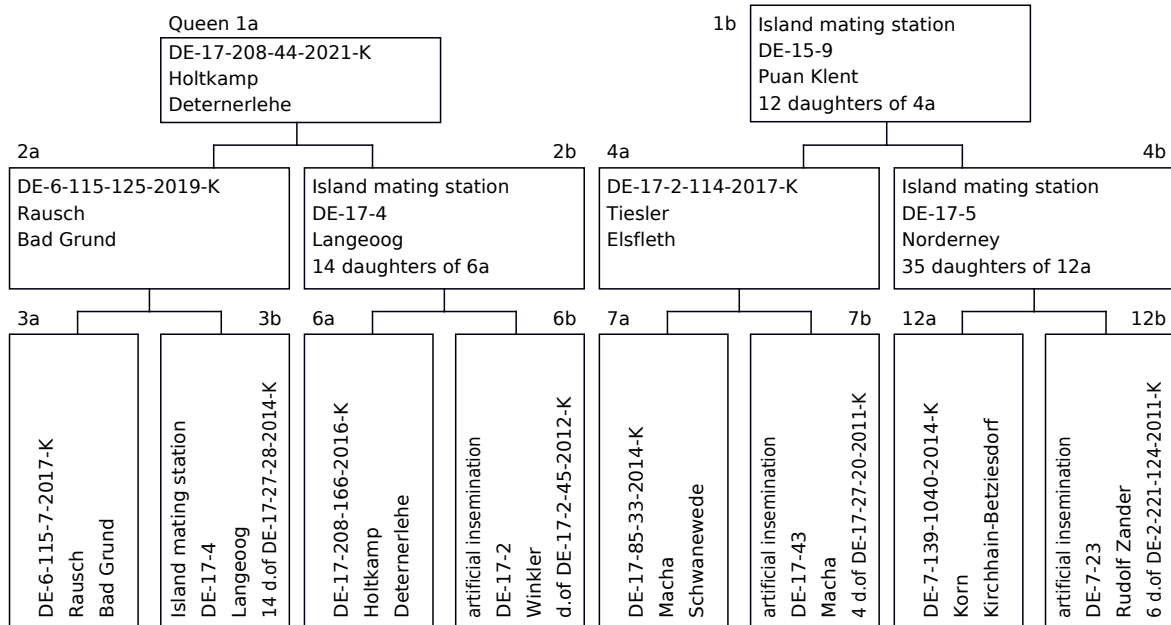 Queen 1a
DE-17-208-44-2021-K
Holtkamp
Deternerlehe
1b
Island mating station
DE-15-9
Puan Klent
12 daughters of 4a
2a
DE-6-115-125-2019-K
Rausch
Bad Grund
2b
Island mating station
DE-17-4
Langeoog
14 daughters of 6a
4a
DE-17-2-114-2017-K
Tiesler
Elsfleth
4b
Island mating station
DE-17-5
Norderney
35 daughters of 12a
3a
DE-6-115-7-2017-K
Rausch
Bad Grund
3b
Island mating station
DE-17-4
Langeoog
14 d.of DE-17-27-28-2014-K
6a
DE-17-208-166-2016-K
Holtkamp
Deternerlehe
6b
artificial insemination
DE-17-2
Winkler
d.of DE-17-2-45-2012-K
7a
DE-17-85-33-2014-K
Macha
Schwanewede
7b
artificial insemination
DE-17-43
Macha
4 d.of DE-17-27-20-2011-K
12a
DE-7-139-1040-2014-K
Korn
Kirchhain-Betziesdorf
12b
artificial insemination
DE-7-23
Rudolf Zander
6 d.of DE-2-221-124-2011-K